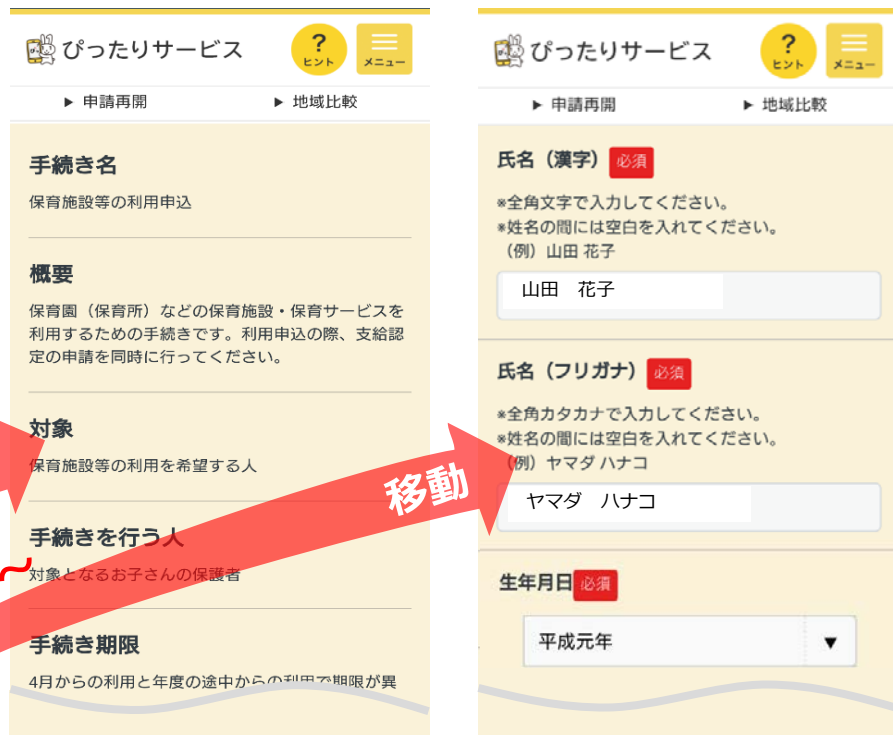 ぴったりサービス
?
ヒント
メニュー
▶ 申請再開
▶ 地域比較
手続き名
保育施設等の利用申込
概要
保育園（保育所）などの保育施設・保育サービスを
利用するための手続きです。利用申込の際、支給認
定の申請を同時に行ってください。
対象
保育施設等の利用を希望する人
手続きを行う人
対象となるお子さんの保護者
手続き期限
4月からの利用と年度の途中からの利用で期限が異
移動
ぴったりサービス
?
ヒント
メニュー
▶ 申請再開
▶ 地域比較
氏名（漢字） 必須
※全角文字で入力してください。
※姓名の間には空白を入れてください。
（例）山田 花子
山田　花子
氏名（フリガナ） 必須
※全角カタカナで入力してください。
※姓名の間には空白を入れてください。
（例）ヤマダ ハナコ
ヤマダ　ハナコ
生年月日 必須
平成元年 ▼